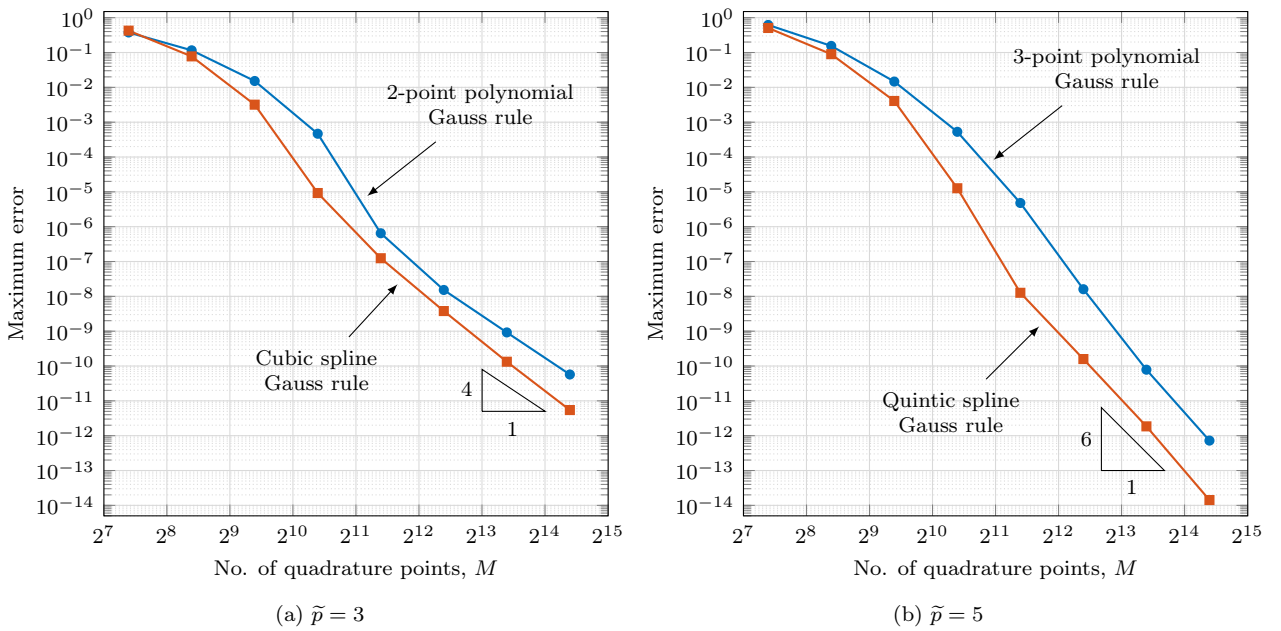 10^0
10^−1
10^−2
10^−3
10^−4
10^−5
10^−6
10^−7
10^−8
10^−9
10^−10
10^−11
10^−12
10^−13
10^−14
Maximum error
2-point polynomial
Gauss rule
Cubic spline
Gauss rule
4
1
2^7 2^8 2^9 2^10 2^11 2^12 2^13 2^14 2^15
No. of quadrature points, M
(a) p̃ = 3
10^0
10^−1
10^−2
10^−3
10^−4
10^−5
10^−6
10^−7
10^−8
10^−9
10^−10
10^−11
10^−12
10^−13
10^−14
Maximum error
3-point polynomial
Gauss rule
Quintic spline
Gauss rule
6
1
2^7 2^8 2^9 2^10 2^11 2^12 2^13 2^14 2^15
No. of quadrature points, M
(b) p̃ = 5